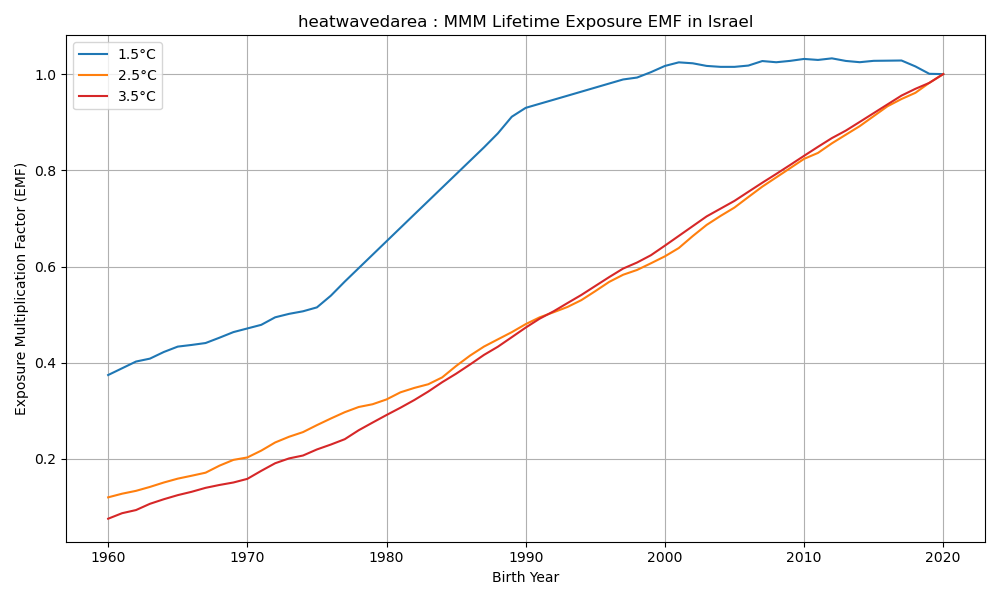 heatwavedarea : MMM Lifetime Exposure EMF in Israel
1.5°C
2.5°C
3.5°C
Exposure Multiplication Factor (EMF)
1.0
0.8
0.6
0.4
0.2
1960 1970 1980 1990 2000 2010 2020
Birth Year